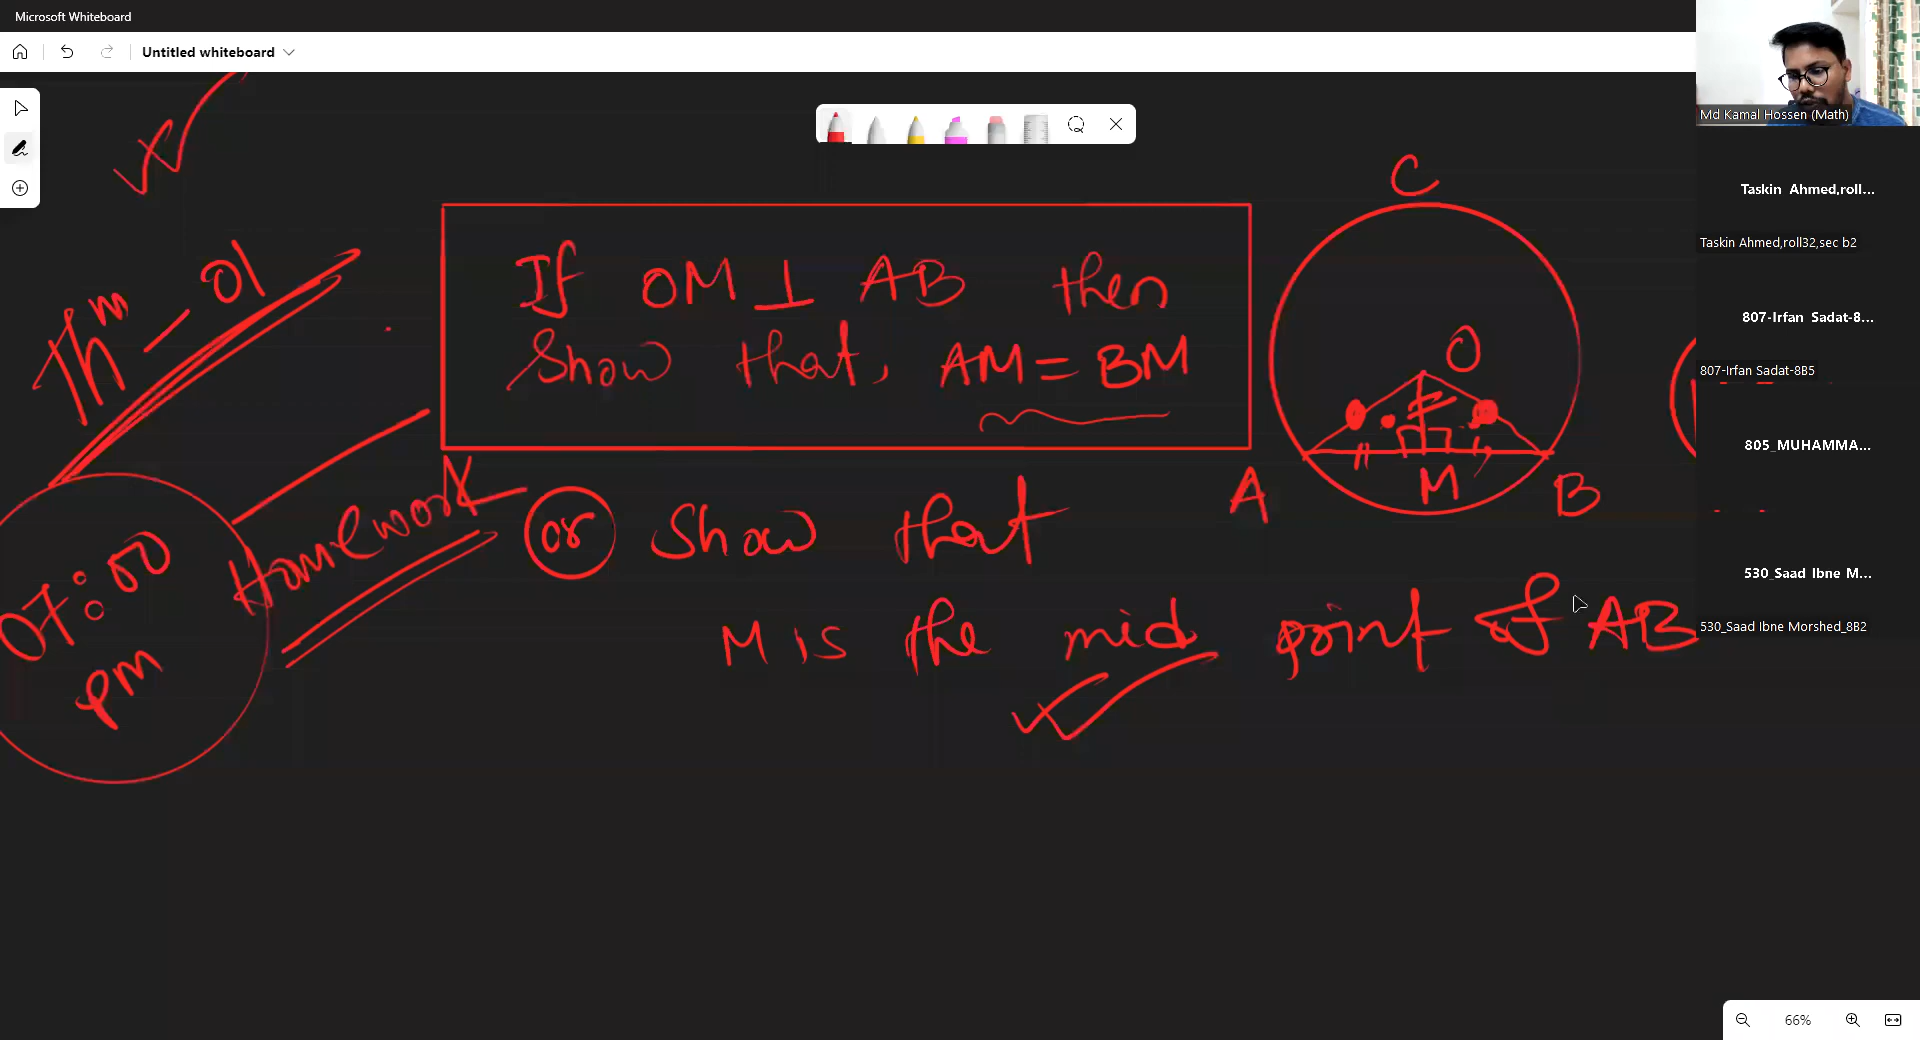 Microsoft Whiteboard
Untitled whiteboard
Md Kamal Hossen (Math)
Taskin Ahmed,roll...
Taskin Ahmed,roll32,sec b2
807-Irfan Sadat-8...
807-Irfan Sadat-8B5
805_MUHAMMA...
530_Saad Ibne M...
530_Saad Ibne Morshed_8B2
Thm - 01
If OM ⊥ AB then
Show that, AM = BM
C
O
A
M
B
Homework
or Show that
M is the mid point of AB
07:00
pm
66%